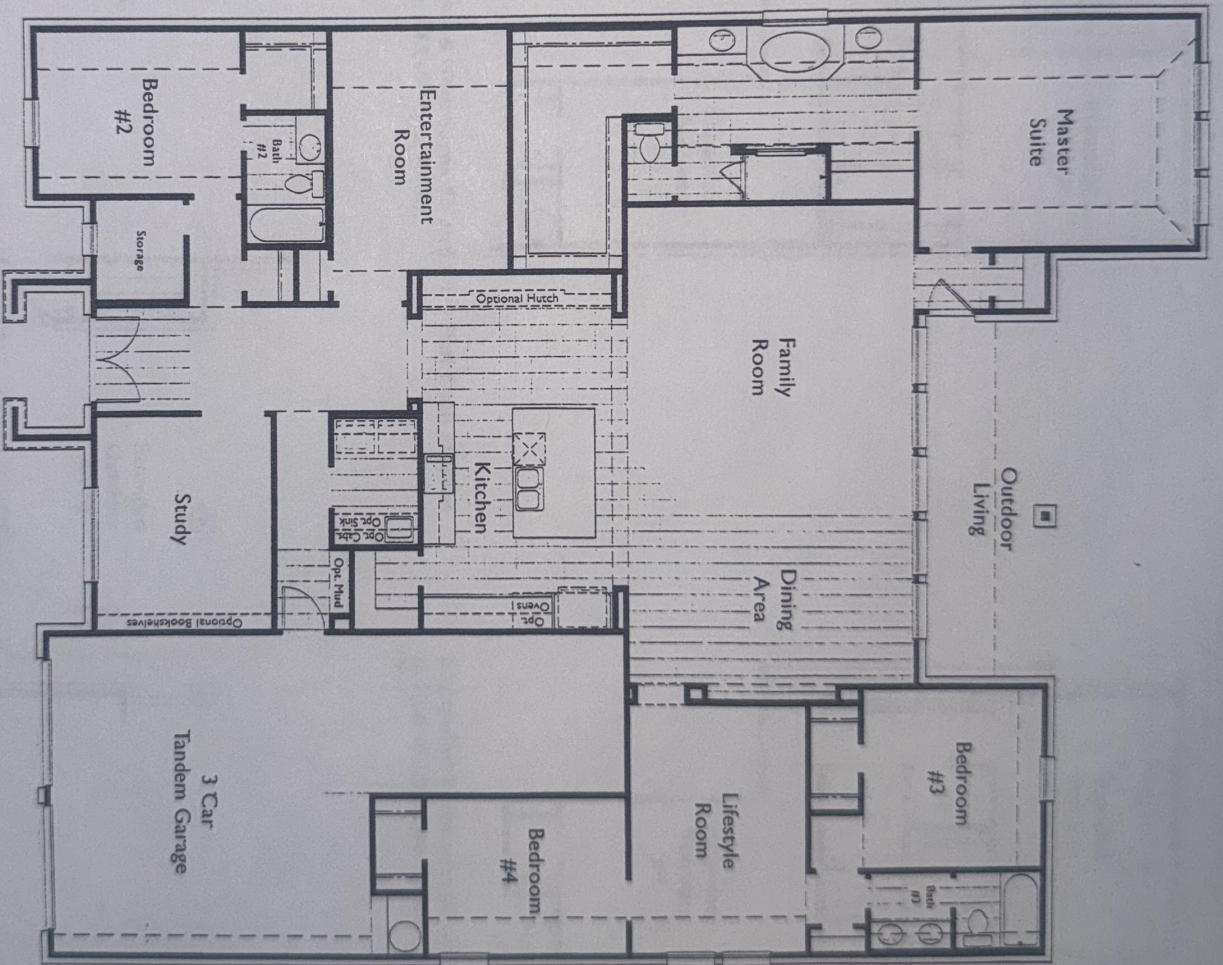 Master
Suite
Outdoor
Living
Bedroom
#3
Bath
#3
Family
Room
Dining
Area
Lifestyle
Room
Optional Hutch
Kitchen
Opt.
Ovens
Bedroom
#4
Entertainment
Room
Opt.
Sink
Opt.
Cabt.
Opt. Mud
Bath
#2
Bedroom
#2
Storage
Study
Optional Bookshelves
3 Car
Tandem Garage